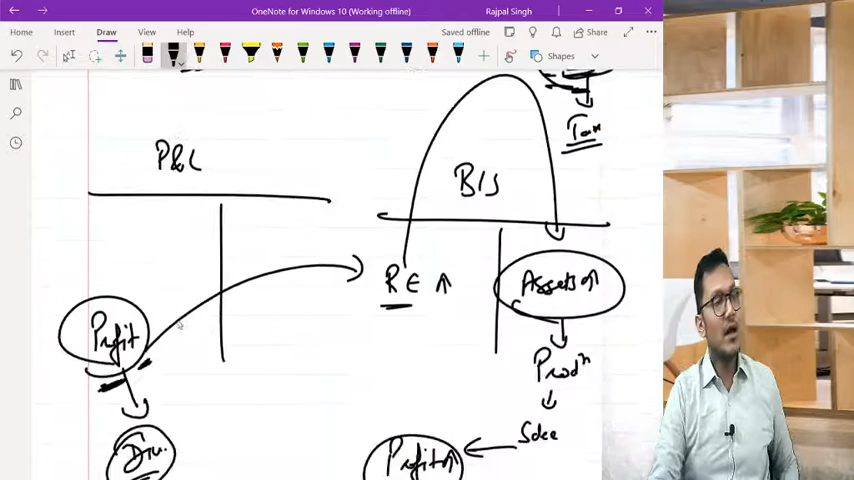 OneNote for Windows 10 (Working offline)
Rajpal Singh
Home Insert Draw View Help
Saved offline
Share
Shapes
Tax
P&L
B/S
RE ↑
Assets ↑
Profit
Prodⁿ
Sale
Div.
Profit ↑